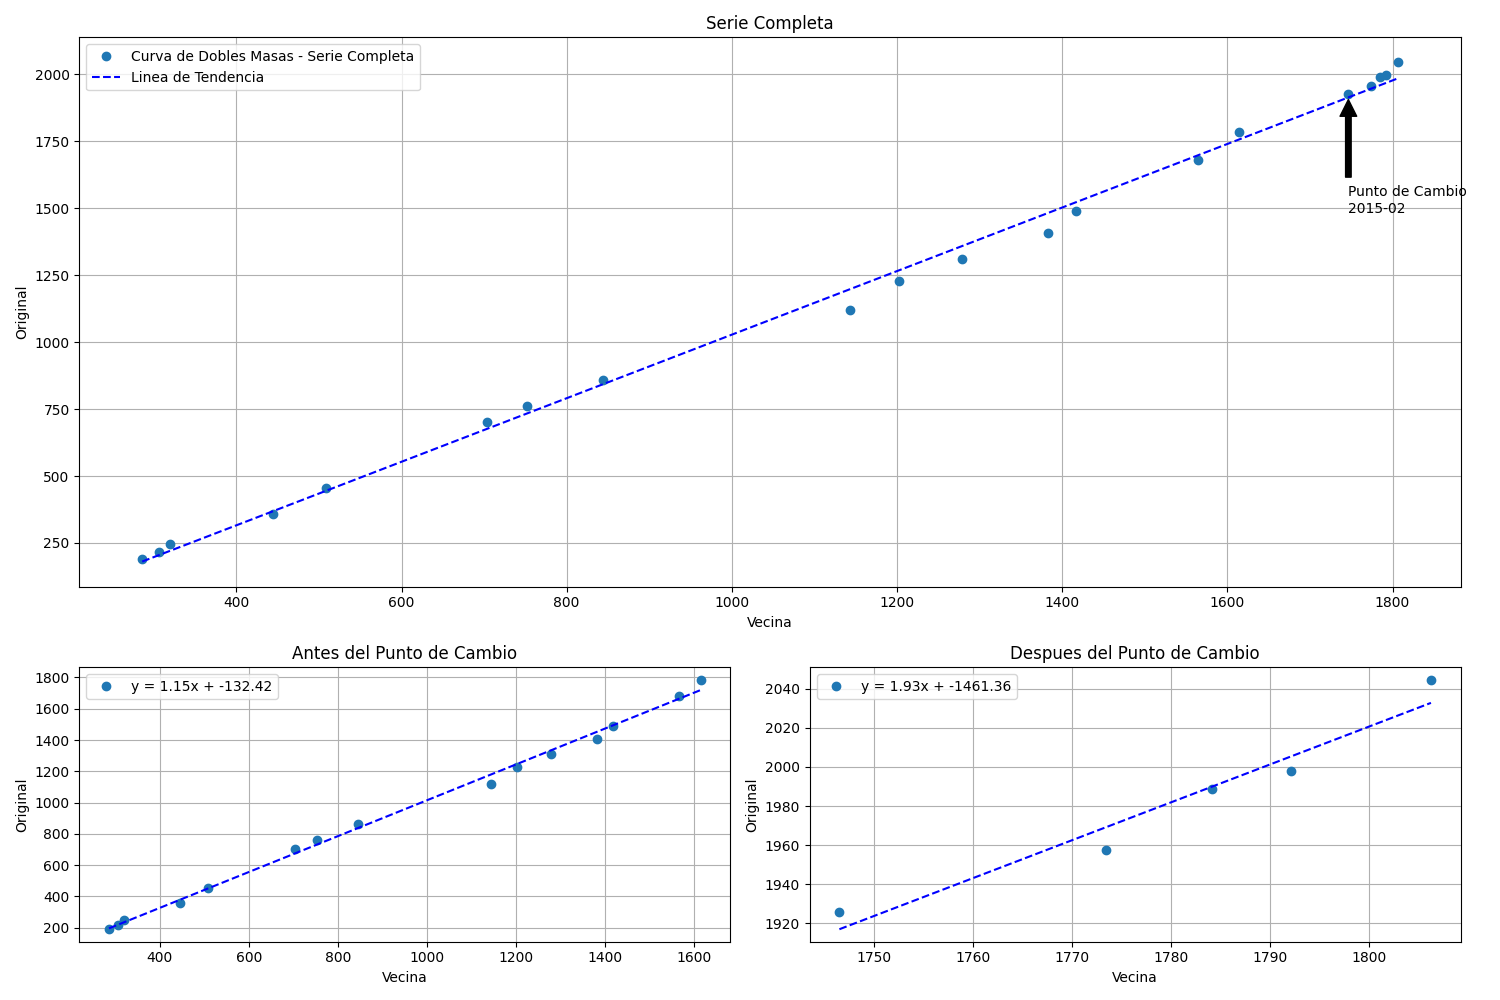 Serie Completa
Curva de Dobles Masas - Serie Completa
Linea de Tendencia
2000
1750
1500
1250
1000
750
500
250
Original
Punto de Cambio
2015-02
400 600 800 1000 1200 1400 1600 1800
Vecina
Antes del Punto de Cambio
y = 1.15x + -132.42
1800
1600
1400
1200
1000
800
600
400
200
Original
400 600 800 1000 1200 1400 1600
Vecina
Despues del Punto de Cambio
y = 1.93x + -1461.36
2040
2020
2000
1980
1960
1940
1920
Original
1750 1760 1770 1780 1790 1800
Vecina